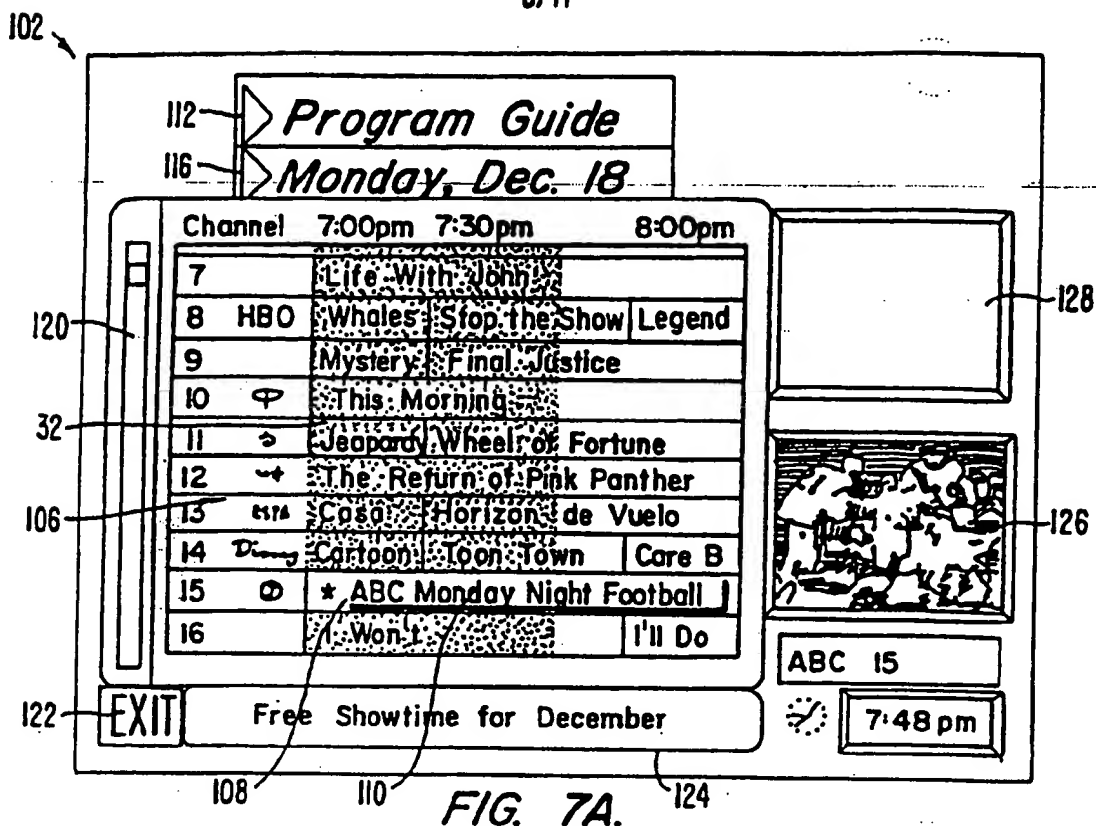 102
112
Program Guide
116
Monday, Dec. 18
Channel 7:00pm 7:30pm 8:00pm
7 Life With John
120
8 HBO Whales Stop the Show Legend
128
9 Mystery Final Justice
10 This Morning
32
11 Jeopardy Wheel of Fortune
12 The Return of Pink Panther
106
13 Casa Horizon de Vuelo
126
14 Disney Cartoon Toon Town Care B
15 * ABC Monday Night Football
16 I Won't I'll Do
ABC 15
122
EXIT Free Showtime for December
7:48 pm
108 110 124
FIG. 7A.